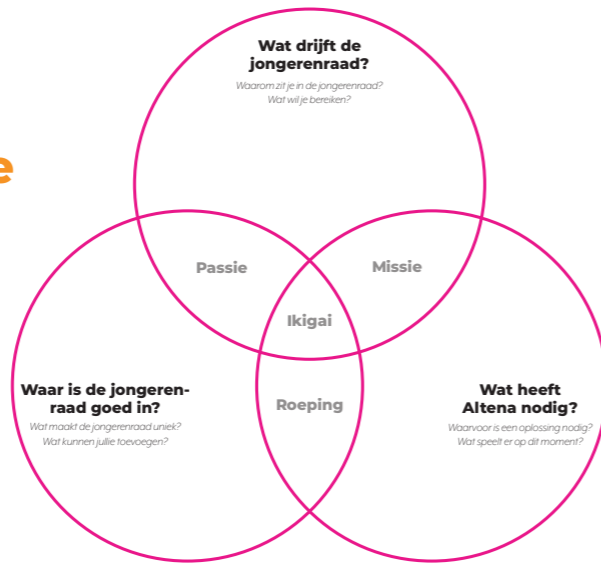 Wat drijft de
jongerenraad?
Waarom zit je in de jongerenraad?
Wat wil je bereiken?
e
Passie
Missie
Ikigai
Waar is de jongeren-
raad goed in?
Wat maakt de jongerenraad uniek?
Wat kunnen jullie toevoegen?
Roeping
Wat heeft
Altena nodig?
Waarvoor is een oplossing nodig?
Wat speelt er op dit moment?